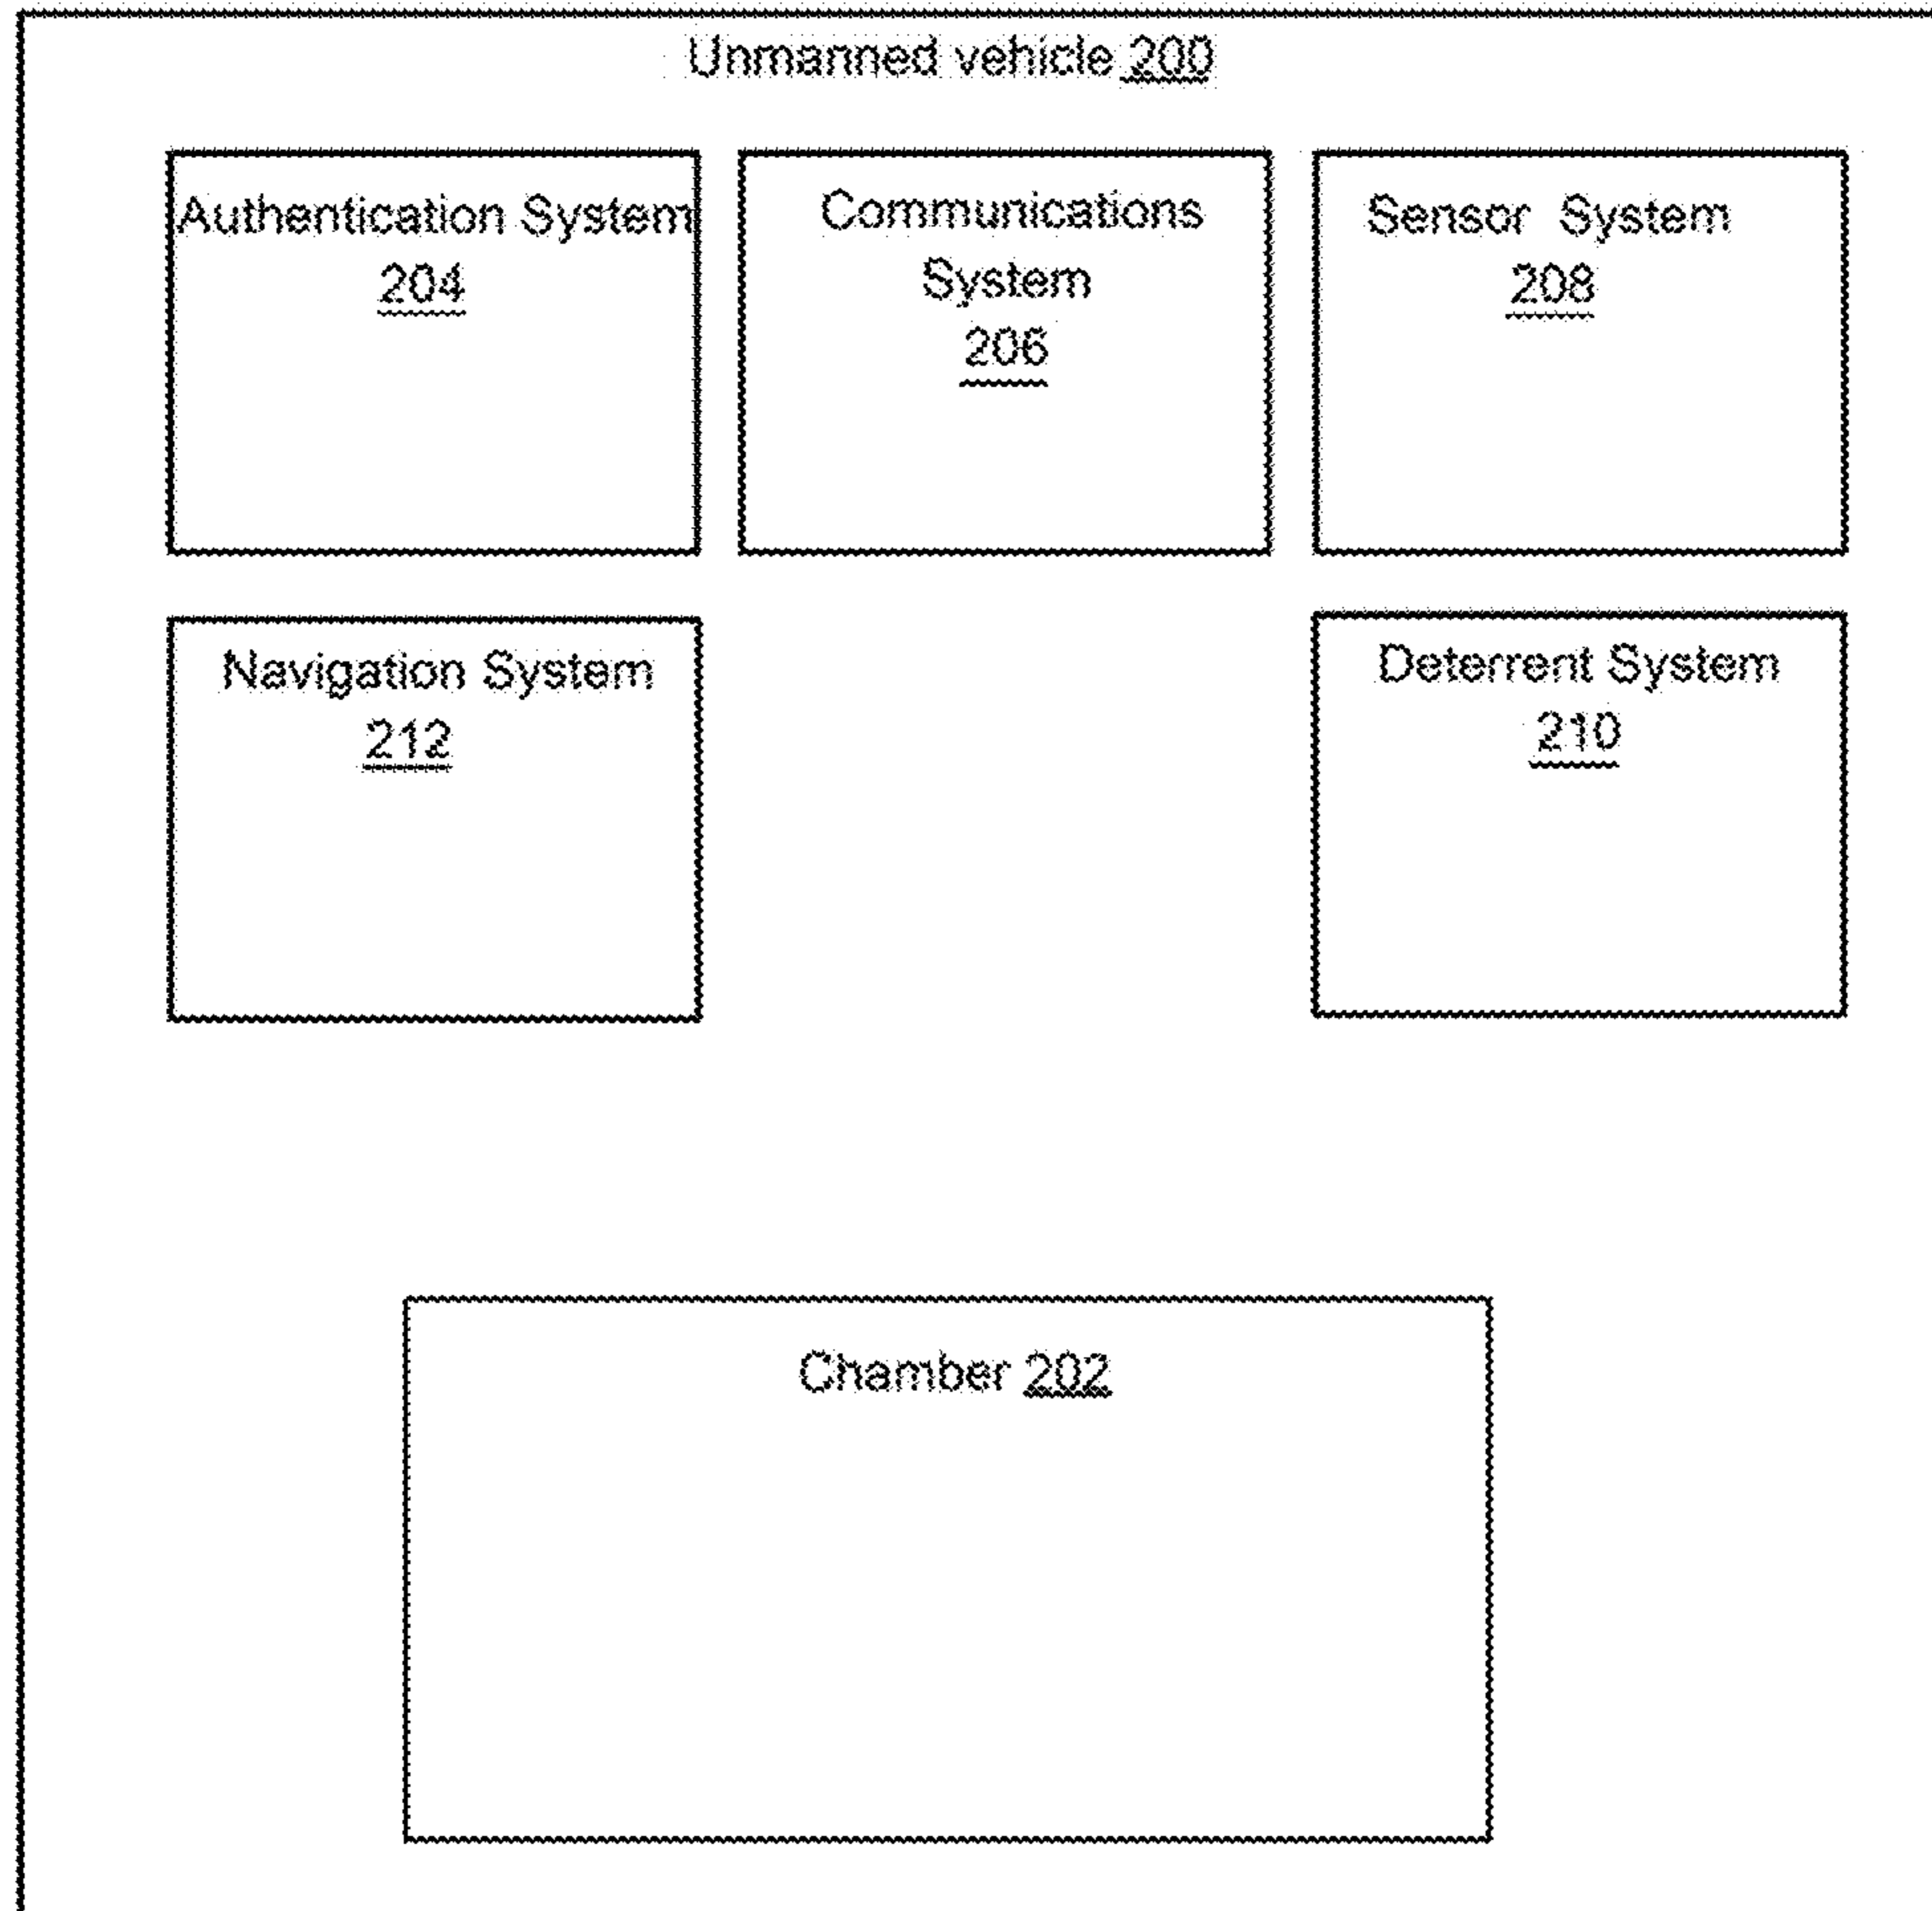 Unmanned vehicle 200
Authentication System
204
Communications
System
206
Sensor System
208
Navigation System
212
Deterrent System
210
Chamber 202